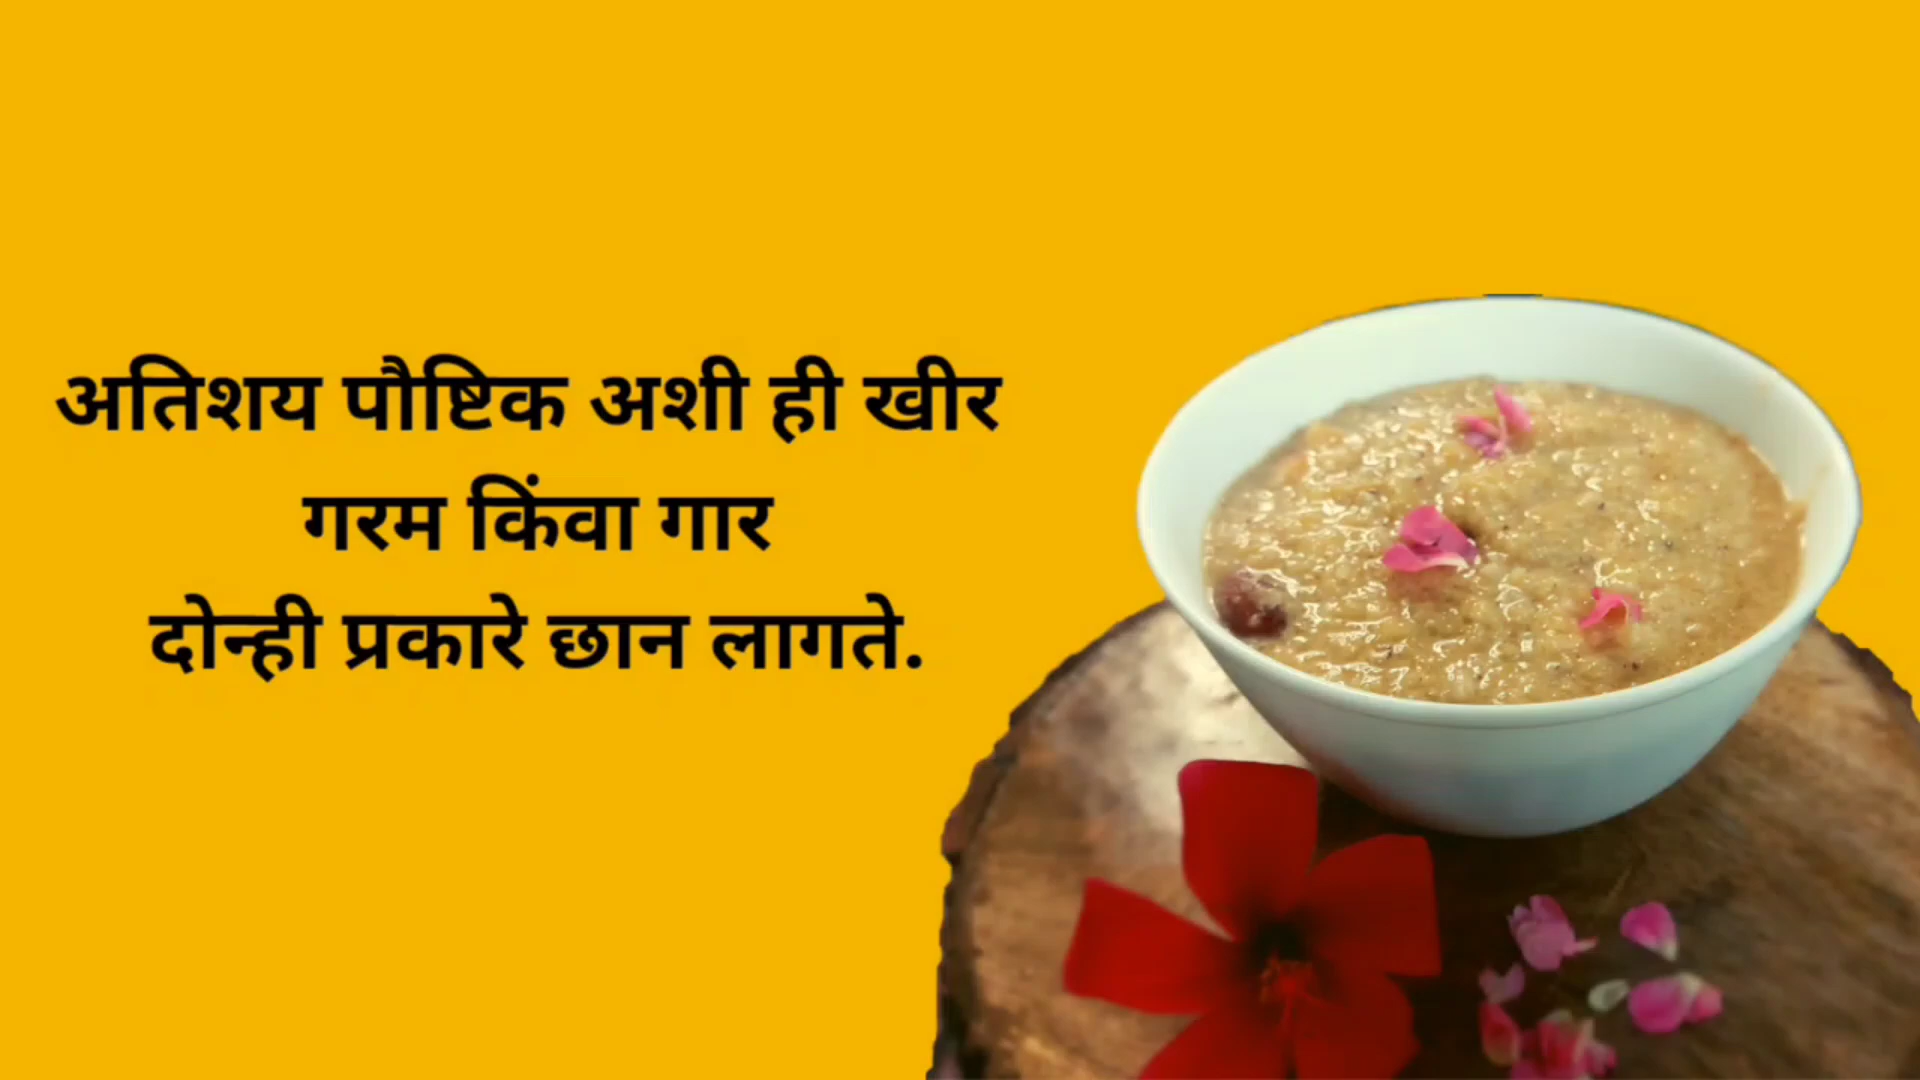 अतिशय पौष्टिक अशी ही खीर
गरम किंवा गार
दोन्ही प्रकारे छान लागते.